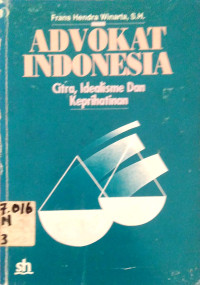 Frans Hendra Winarta, S.H.
ADVOKAT
INDONESIA
Citra, Idealisme Dan
Keprihatinan
7.016
N
3
sh